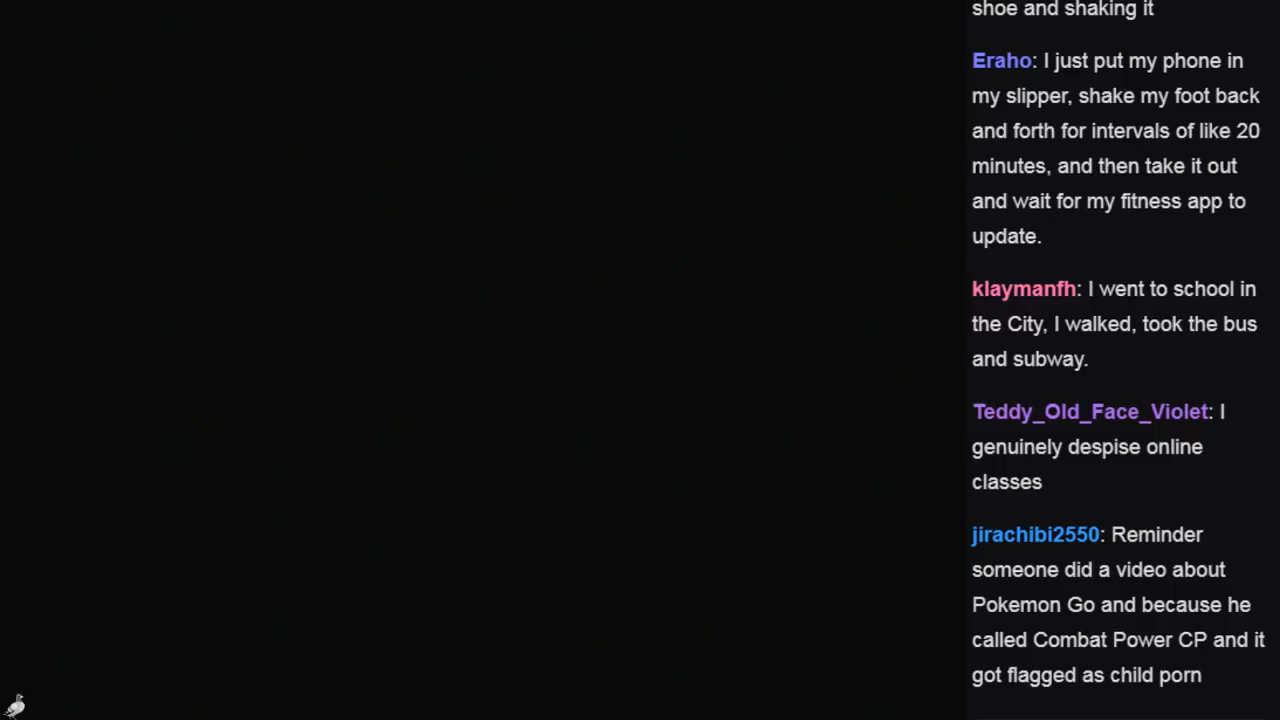 shoe and shaking it
Eraho: I just put my phone in
my slipper, shake my foot back
and forth for intervals of like 20
minutes, and then take it out
and wait for my fitness app to
update.
klaymanfh: I went to school in
the City, I walked, took the bus
and subway.
Teddy_Old_Face_Violet: I
genuinely despise online
classes
jirachibi2550: Reminder
someone did a video about
Pokemon Go and because he
called Combat Power CP and it
got flagged as child porn